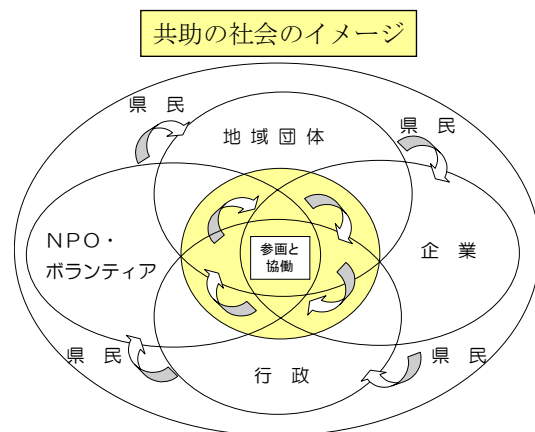 共助の社会のイメージ
県 民
地 域 団 体
県 民
NPO・
ボランティア
参画と
協働
企 業
県 民
行 政
県 民